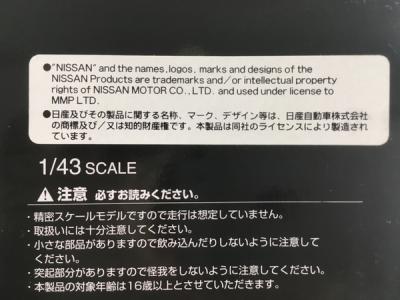 ●"NISSAN" and the names, logos, marks and designs of the
NISSAN Products are trademarks and/or intellectual property
rights of NISSAN MOTOR CO., LTD. and used under license to
MMP LTD.
●日産及びその製品に関する名称、マーク、デザイン等は、日産自動車株式会社
の商標及び/又は知的財産権です。本製品は同社のライセンスにより製造され
ています。
1/43 SCALE
⚠注意 必ずお読みください。
・精密スケールモデルですので走行は想定していません。
・取扱いには十分注意してください。
・小さな部品がありますので飲み込んだりしないように注意して
ください。
・突起部分がありますので怪我をしないように注意してください。
・本製品の対象年齢は16歳以上とさせていただきます。